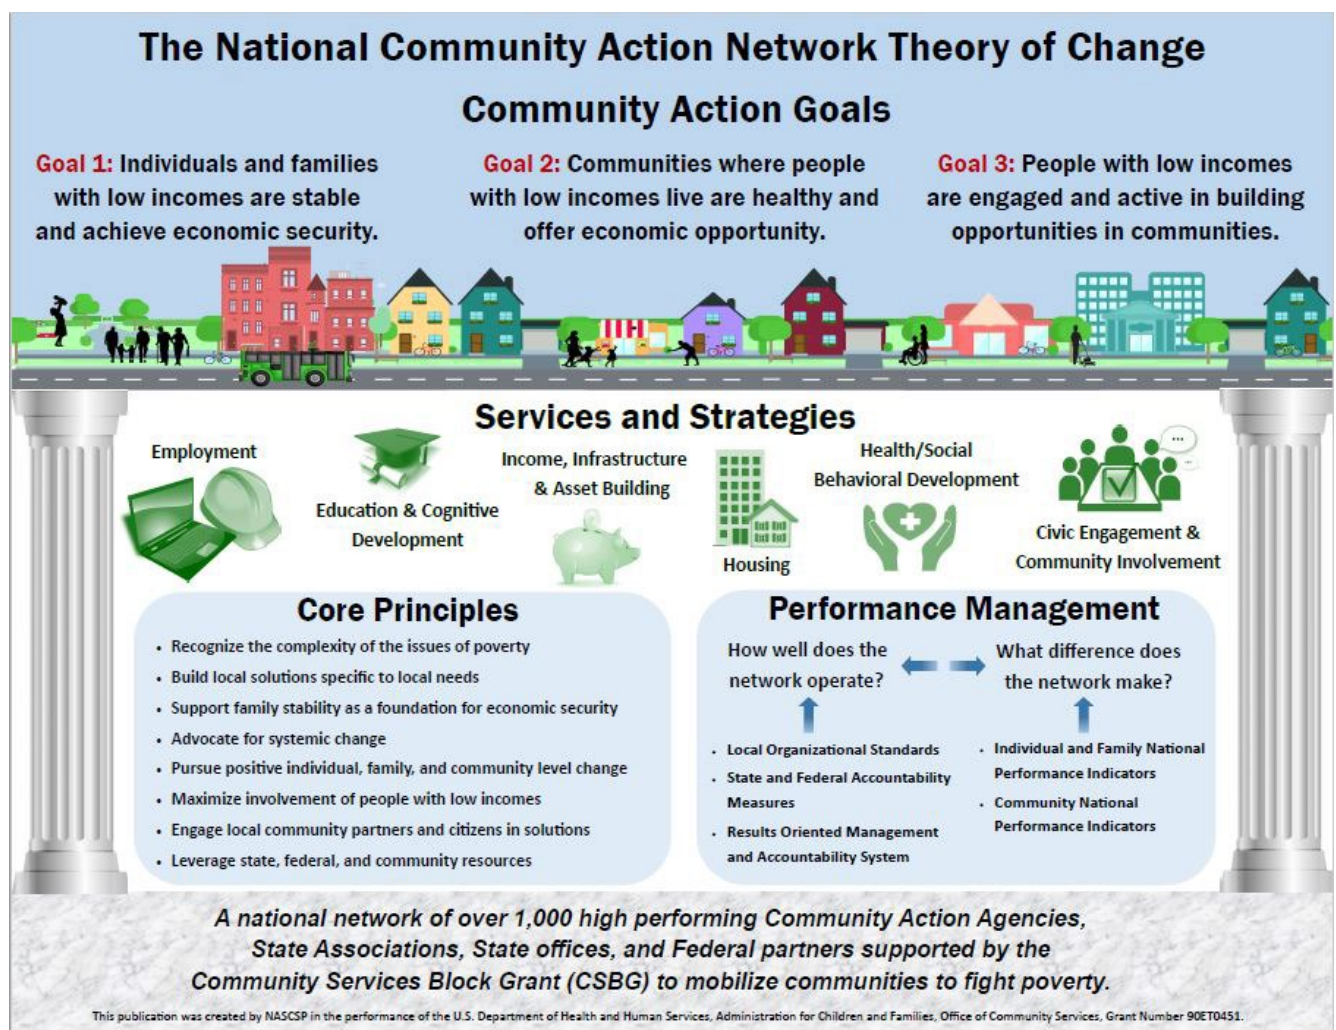 The National Community Action Network Theory of Change
Community Action Goals
Goal 1: Individuals and families
with low incomes are stable
and achieve economic security.
Goal 2: Communities where people
with low incomes live are healthy and
offer economic opportunity.
Goal 3: People with low incomes
are engaged and active in building
opportunities in communities.
Services and Strategies
Employment
Education & Cognitive
Development
Income, Infrastructure
& Asset Building
Housing
Health/Social
Behavioral Development
Civic Engagement &
Community Involvement
Core Principles
• Recognize the complexity of the issues of poverty
• Build local solutions specific to local needs
• Support family stability as a foundation for economic security
• Advocate for systemic change
• Pursue positive individual, family, and community level change
• Maximize involvement of people with low incomes
• Engage local community partners and citizens in solutions
• Leverage state, federal, and community resources
Performance Management
How well does the
network operate?
• Local Organizational Standards
• State and Federal Accountability
Measures
• Results Oriented Management
and Accountability System
What difference does
the network make?
• Individual and Family National
Performance Indicators
• Community National
Performance Indicators
A national network of over 1,000 high performing Community Action Agencies,
State Associations, State offices, and Federal partners supported by the
Community Services Block Grant (CSBG) to mobilize communities to fight poverty.
This publication was created by NASCSP in the performance of the U.S. Department of Health and Human Services, Administration for Children and Families, Office of Community Services, Grant Number 90ET0451.